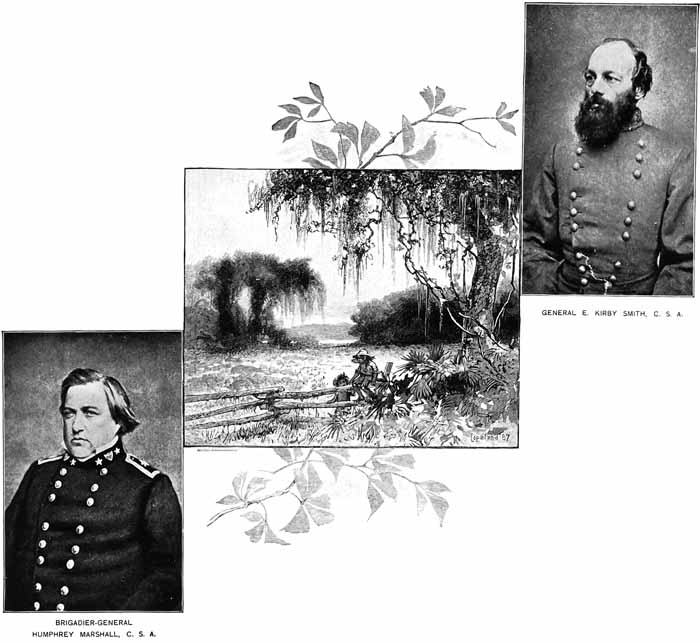 GENERAL E. KIRBY SMITH, C. S. A.
Copeland 87
BRIGADIER-GENERAL
HUMPHREY MARSHALL, C. S. A.